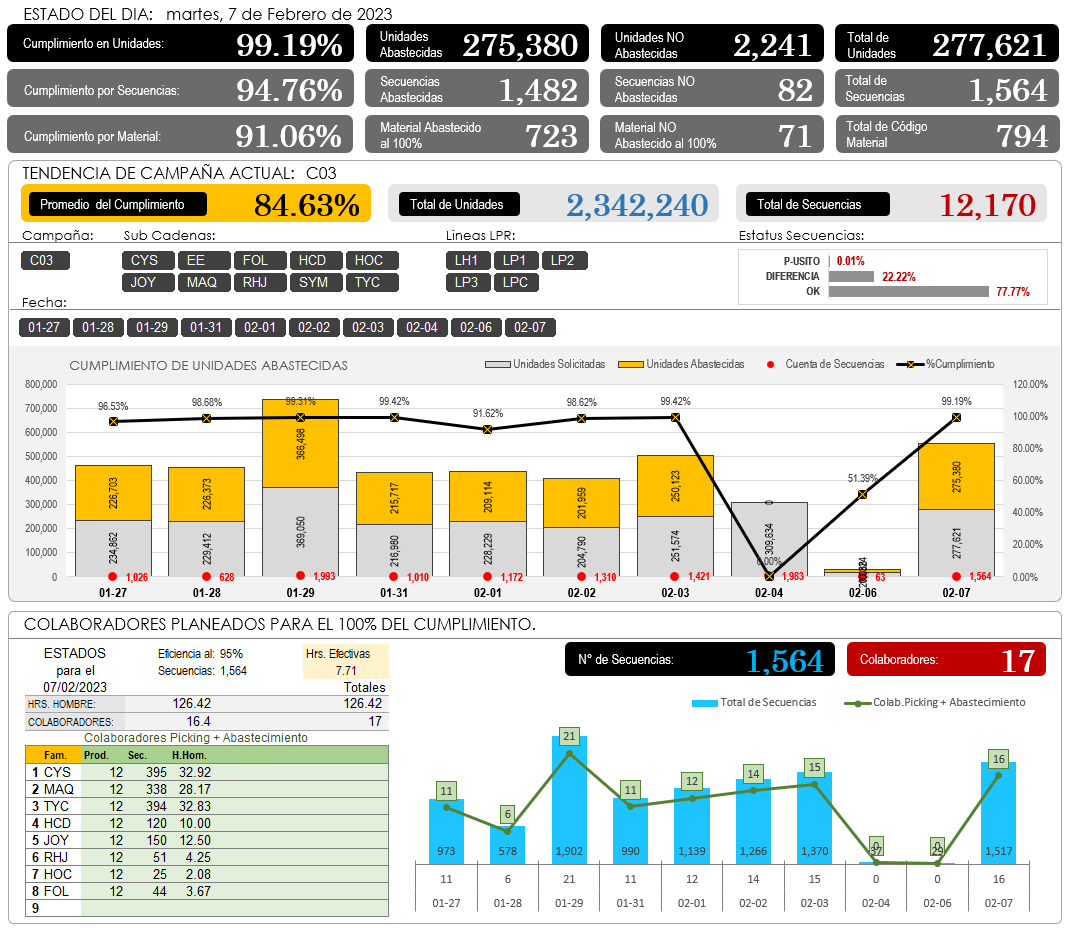 ESTADO DEL DIA: martes, 7 de Febrero de 2023
Cumplimiento en Unidades: 99.19%
Unidades Abastecidas 275,380
Unidades NO Abastecidas 2,241
Total de Unidades 277,621
Cumplimiento por Secuencias: 94.76%
Secuencias Abastecidas 1,482
Secuencias NO Abastecidas 82
Total de Secuencias 1,564
Cumplimiento por Material: 91.06%
Material Abastecido al 100% 723
Material NO Abastecido al 100% 71
Total de Código Material 794
TENDENCIA DE CAMPAÑA ACTUAL: C03
Promedio del Cumplimiento 84.63%
Total de Unidades 2,342,240
Total de Secuencias 12,170
Campaña:
C03
Sub Cadenas:
CYS EE FOL HCD HOC
JOY MAQ RHJ SYM TYC
Lineas LPR:
LH1 LP1 LP2
LP3 LPC
Estatus Secuencias:
P-USITO 0.01%
DIFERENCIA 22.22%
OK 77.77%
Fecha:
01-27 01-28 01-29 01-31 02-01 02-02 02-03 02-04 02-06 02-07
CUMPLIMIENTO DE UNIDADES ABASTECIDAS
Unidades Solicitadas Unidades Abastecidas Cuenta de Secuencias %Cumplimiento
800,000
700,000
600,000
500,000
400,000
300,000
200,000
100,000
0
120.00%
100.00%
80.00%
60.00%
40.00%
20.00%
0.00%
96.53% 98.68% 99.31% 99.42% 91.62% 98.62% 99.42% 0.00% 51.39% 99.19%
226,703 226,373 366,498 215,717 209,114 201,959 250,123 0 275,380
234,862 229,412 369,050 216,980 228,229 204,790 251,574 309,634 277,621
1,026 628 1,993 1,010 1,172 1,310 1,421 1,983 63 1,564
01-27 01-28 01-29 01-31 02-01 02-02 02-03 02-04 02-06 02-07
COLABORADORES PLANEADOS PARA EL 100% DEL CUMPLIMIENTO.
ESTADOS
para el
07/02/2023
Eficiencia al: 95%
Secuencias: 1,564
Hrs. Efectivas
7.71
Totales
HRS. HOMBRE: 126.42 126.42
COLABORADORES: 16.4 17
Colaboradores Picking + Abastecimiento
Fam. Prod. Sec. H.Hom.
1 CYS 12 395 32.92
2 MAQ 12 338 28.17
3 TYC 12 394 32.83
4 HCD 12 120 10.00
5 JOY 12 150 12.50
6 RHJ 12 51 4.25
7 HOC 12 25 2.08
8 FOL 12 44 3.67
9
N° de Secuencias: 1,564
Colaboradores: 17
Total de Secuencias Colab.Picking + Abastecimiento
11 6 21 11 12 14 15 0 0 16
973 578 1,902 990 1,139 1,266 1,370 37 29 1,517
11 6 21 11 12 14 15 0 0 16
01-27 01-28 01-29 01-31 02-01 02-02 02-03 02-04 02-06 02-07